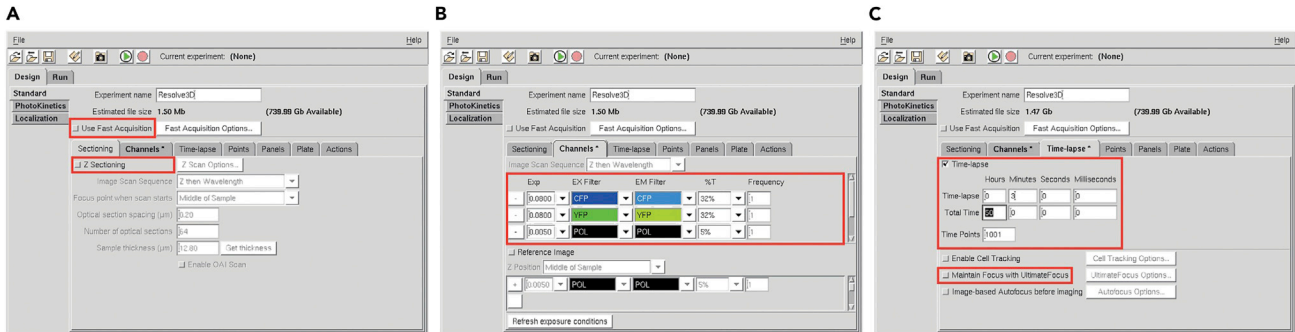 A
File Help
Current experiment: (None)
Design Run
Standard
PhotoKinetics
Localization
Experiment name Resolve3D
Estimated file size 1.50 Mb (739.99 Gb Available)
Use Fast Acquisition Fast Acquisition Options...
Sectioning Channels * Time-lapse Points Panels Plate Actions
Z Sectioning Z Scan Options...
Image Scan Sequence Z then Wavelength
Focus point when scan starts Middle of Sample
Optical section spacing (µm) 0.20
Number of optical sections 64
Sample thickness (µm) 12.80 Get thickness
Enable OAI Scan
B
File Help
Current experiment: (None)
Design Run
Standard
PhotoKinetics
Localization
Experiment name Resolve3D
Estimated file size 1.50 Mb (739.99 Gb Available)
Use Fast Acquisition Fast Acquisition Options...
Sectioning Channels * Time-lapse Points Panels Plate Actions
Image Scan Sequence Z then Wavelength
Exp EX Filter EM Filter %T Frequency
- 0.0800 CFP CFP 32% 1
- 0.0800 YFP YFP 32% 1
- 0.0050 POL POL 5% 1
Reference Image
Z Position Middle of Sample
+ 0.0050 POL POL 5% 1
Refresh exposure conditions
C
File Help
Current experiment: (None)
Design Run
Standard
PhotoKinetics
Localization
Experiment name Resolve3D
Estimated file size 1.47 Gb (739.99 Gb Available)
Use Fast Acquisition Fast Acquisition Options...
Sectioning Channels * Time-lapse * Points Panels Plate Actions
Time-lapse
Hours Minutes Seconds Milliseconds
Time-lapse 0 3 0 0
Total Time 50 0 0 0
Time Points 1001
Enable Cell Tracking Cell Tracking Options...
Maintain Focus with UltimateFocus UltimateFocus Options...
Image-based Autofocus before Imaging Autofocus Options...